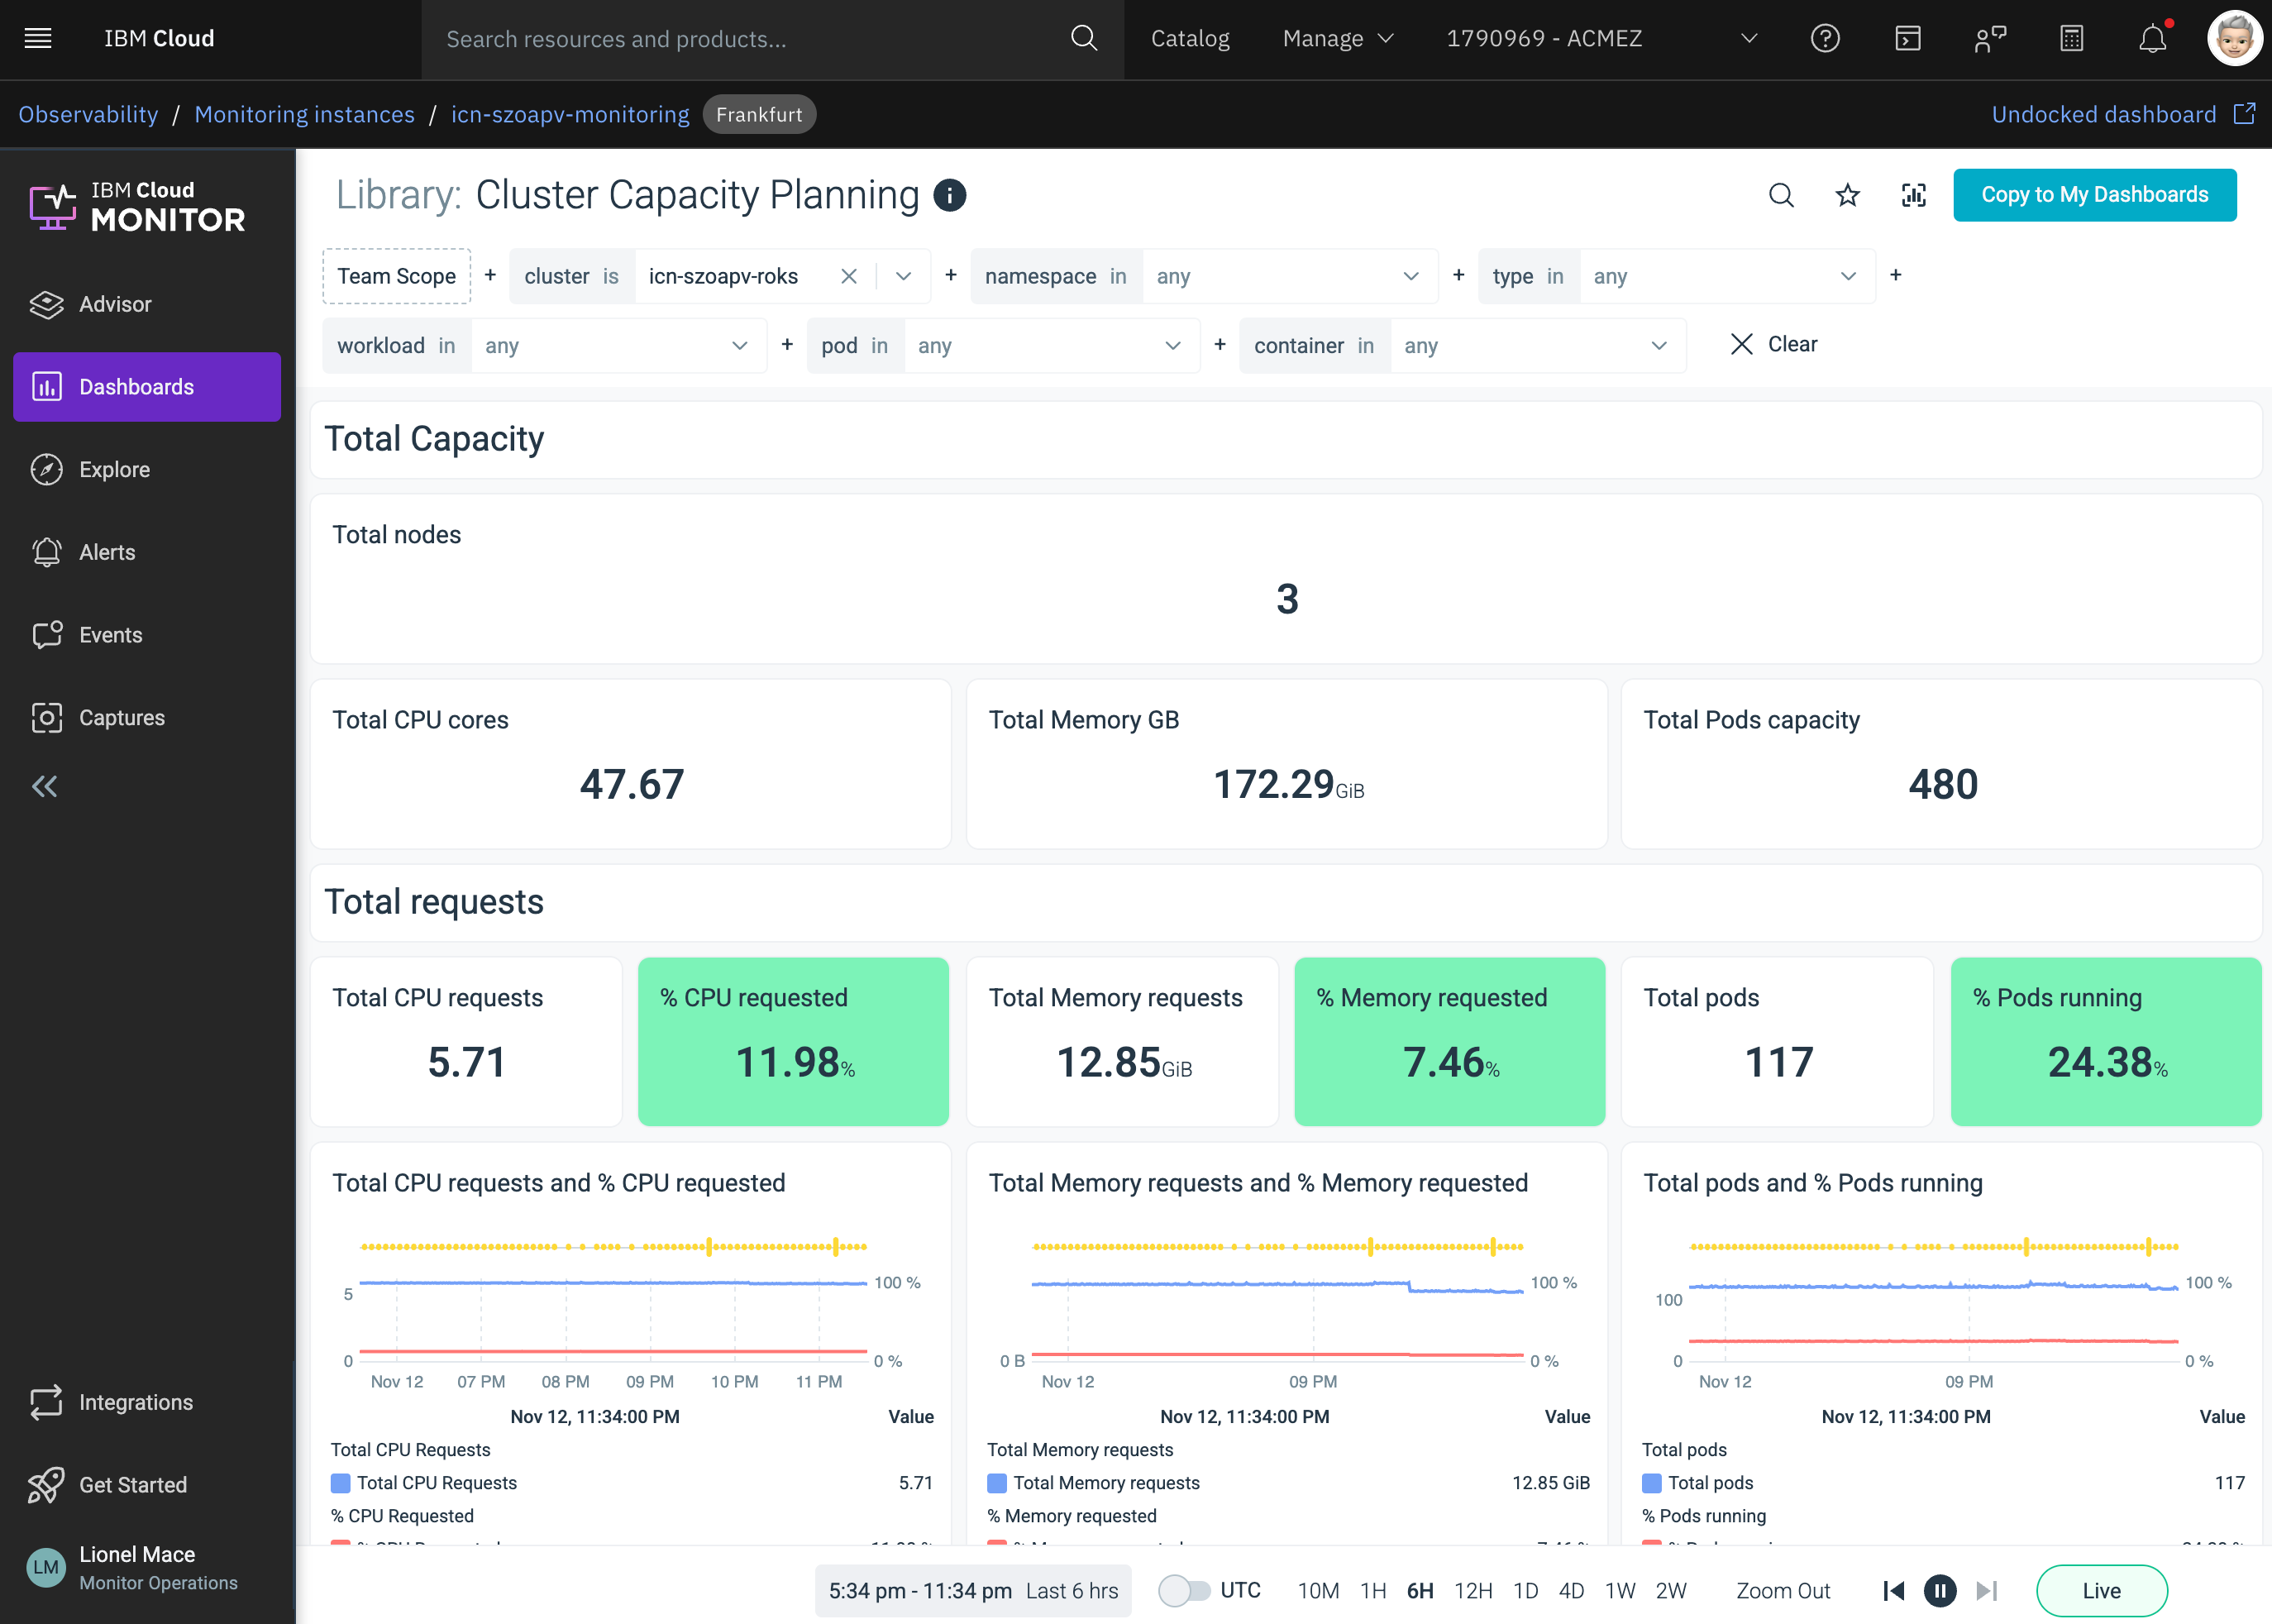 IBM Cloud
Search resources and products...
Catalog
Manage
1790969 - ACMEZ
Observability / Monitoring instances / icn-szoapv-monitoring Frankfurt
Undocked dashboard
IBM Cloud
MONITOR
Advisor
Dashboards
Explore
Alerts
Events
Captures
Integrations
Get Started
LM
Lionel Mace
Monitor Operations
Library: Cluster Capacity Planning
Copy to My Dashboards
Team Scope + cluster is icn-szoapv-roks + namespace in any + type in any +
workload in any + pod in any + container in any Clear
Total Capacity
Total nodes
3
Total CPU cores
47.67
Total Memory GB
172.29GiB
Total Pods capacity
480
Total requests
Total CPU requests
5.71
% CPU requested
11.98%
Total Memory requests
12.85GiB
% Memory requested
7.46%
Total pods
117
% Pods running
24.38%
Total CPU requests and % CPU requested
5
0
100 %
0 %
Nov 12 07 PM 08 PM 09 PM 10 PM 11 PM
Nov 12, 11:34:00 PM Value
Total CPU Requests
Total CPU Requests 5.71
% CPU Requested
Total Memory requests and % Memory requested
100 %
0 B
0 %
Nov 12 09 PM
Nov 12, 11:34:00 PM Value
Total Memory requests
Total Memory requests 12.85 GiB
% Memory requested
Total pods and % Pods running
100
0
100 %
0 %
Nov 12 09 PM
Nov 12, 11:34:00 PM Value
Total pods
Total pods 117
% Pods running
5:34 pm - 11:34 pm Last 6 hrs
UTC
10M 1H 6H 12H 1D 4D 1W 2W
Zoom Out
Live